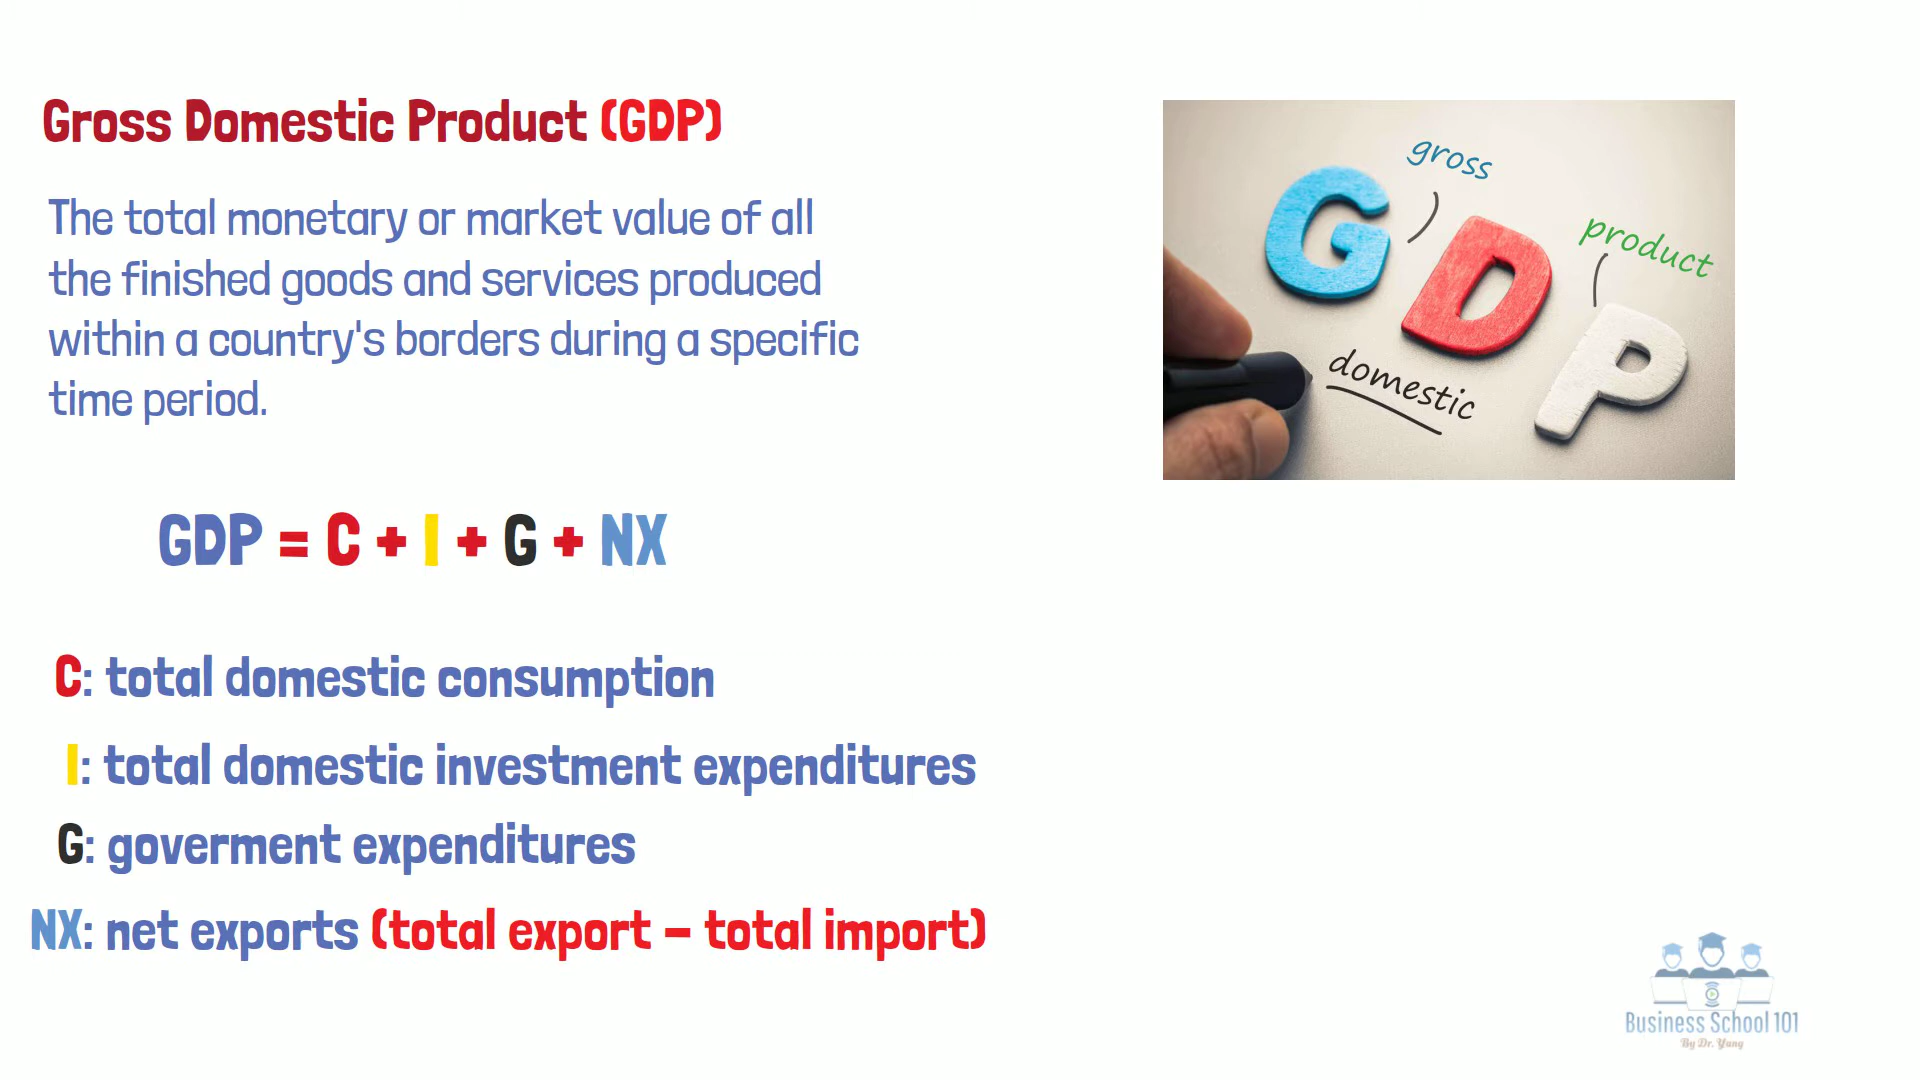 Gross Domestic Product (GDP)
The total monetary or market value of all
the finished goods and services produced
within a country's borders during a specific
time period.
GDP = C + I + G + NX
C: total domestic consumption
I: total domestic investment expenditures
G: goverment expenditures
NX: net exports (total export – total import)
gross
product
domestic
GDP
Business School 101
By Dr. Yang